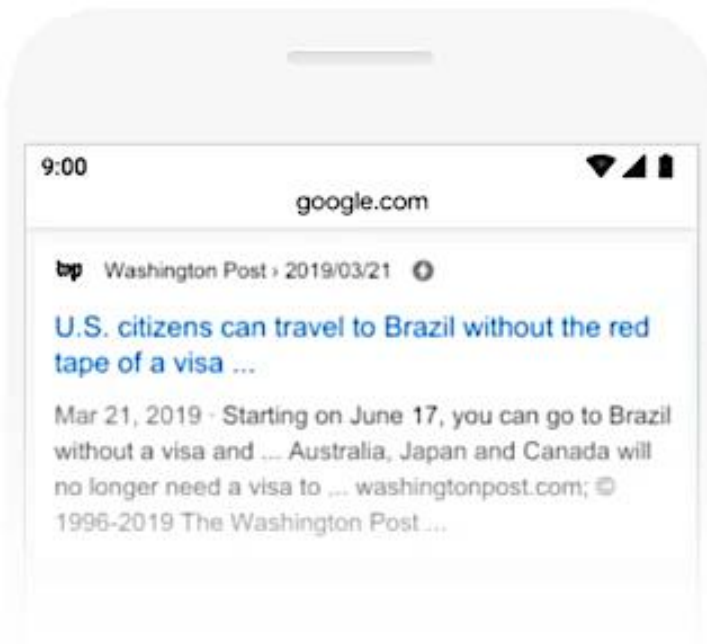 9:00
google.com
wp Washington Post › 2019/03/21
U.S. citizens can travel to Brazil without the red
tape of a visa ...
Mar 21, 2019 · Starting on June 17, you can go to Brazil
without a visa and ... Australia, Japan and Canada will
no longer need a visa to ... washingtonpost.com; ©
1996-2019 The Washington Post ...